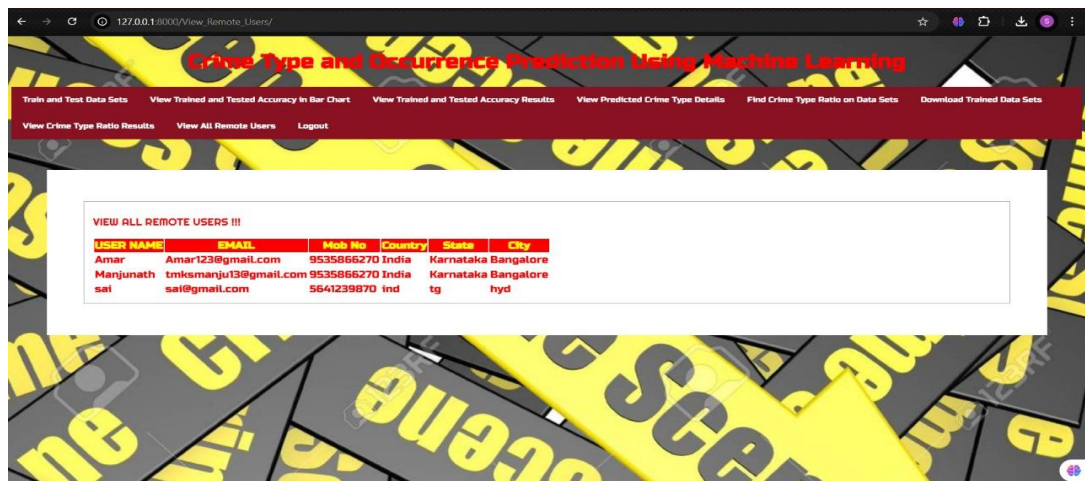 127.0.0.1:8000/View_Remote_Users/
S
Crime Type and Occurrence Prediction Using Machine Learning
Train and Test Data Sets View Trained and Tested Accuracy in Bar Chart View Trained and Tested Accuracy Results View Predicted Crime Type Details Find Crime Type Ratio on Data Sets Download Trained Data Sets
View Crime Type Ratio Results View All Remote Users Logout
VIEW ALL REMOTE USERS !!!
USER NAME EMAIL Mob No Country State City
Amar Amar123@gmail.com 9535866270 India Karnataka Bangalore
Manjunath tmksmanju13@gmail.com 9535866270 India Karnataka Bangalore
sai sai@gmail.com 5641239870 ind tg hyd